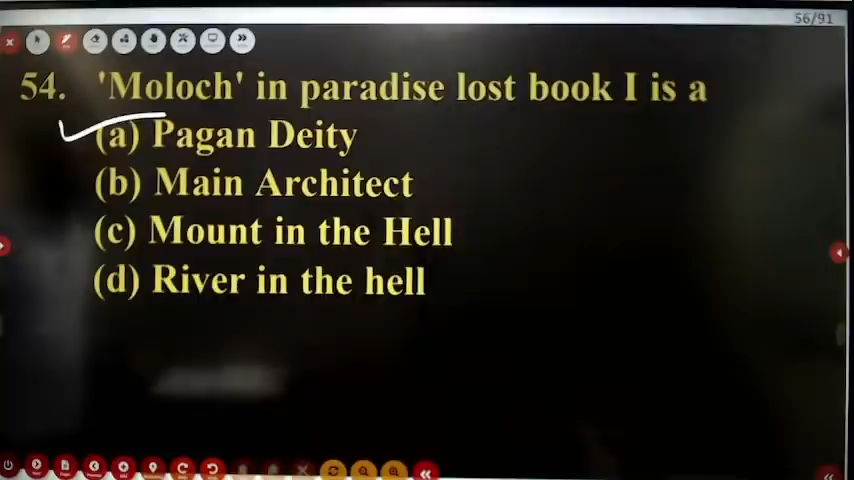 56/91
54. 'Moloch' in paradise lost book I is a
(a) Pagan Deity
(b) Main Architect
(c) Mount in the Hell
(d) River in the hell